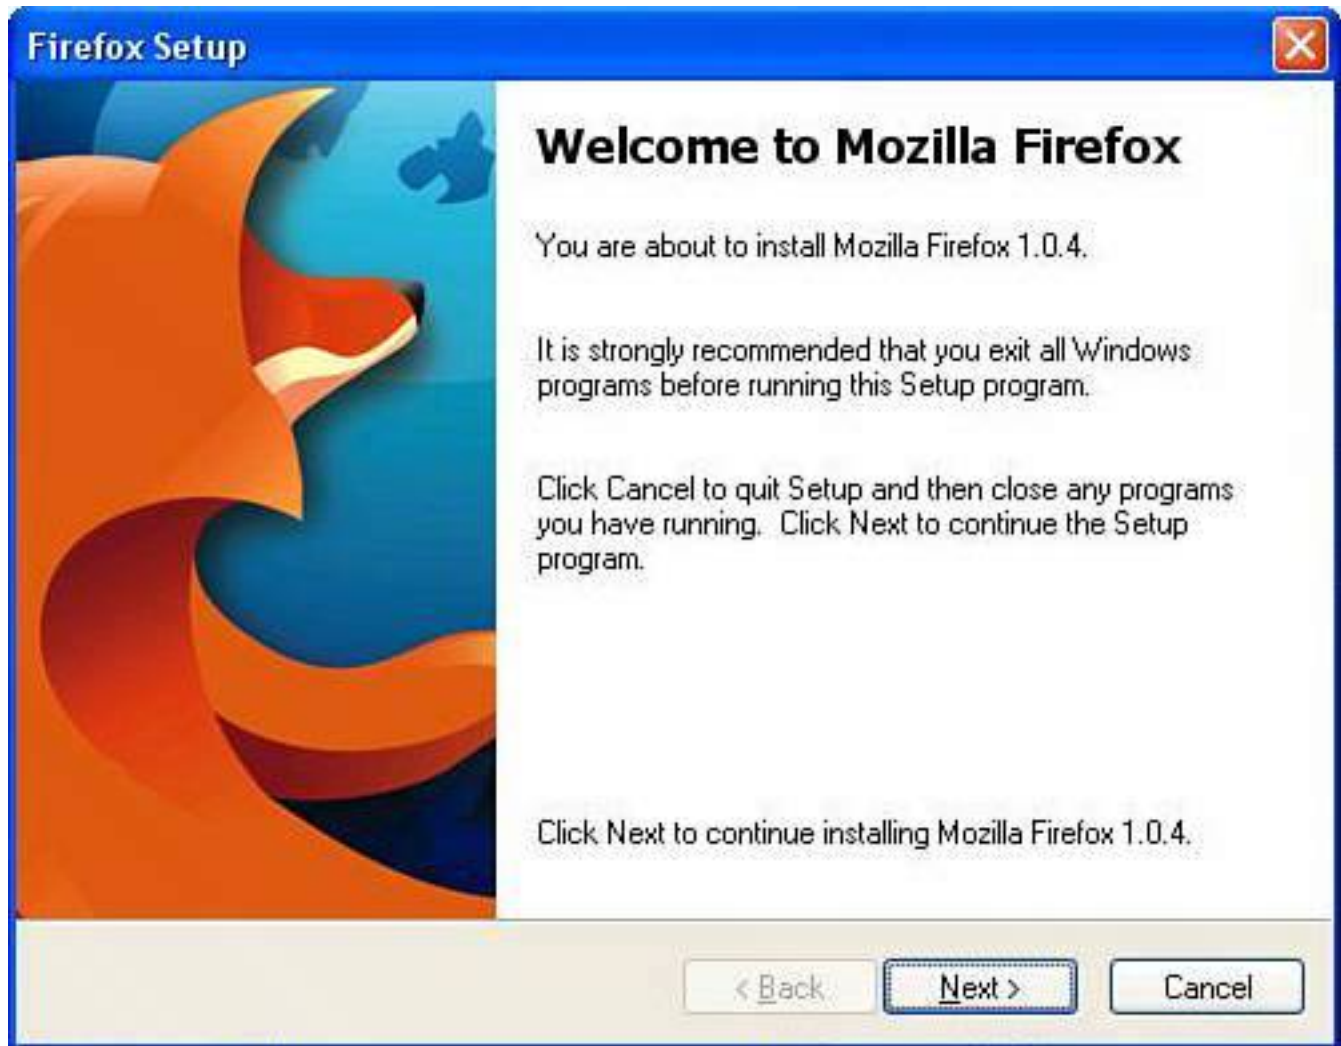 Firefox Setup
Welcome to Mozilla Firefox
You are about to install Mozilla Firefox 1.0.4.
It is strongly recommended that you exit all Windows
programs before running this Setup program.
Click Cancel to quit Setup and then close any programs
you have running.  Click Next to continue the Setup
program.
Click Next to continue installing Mozilla Firefox 1.0.4.
< Back
Next >
Cancel